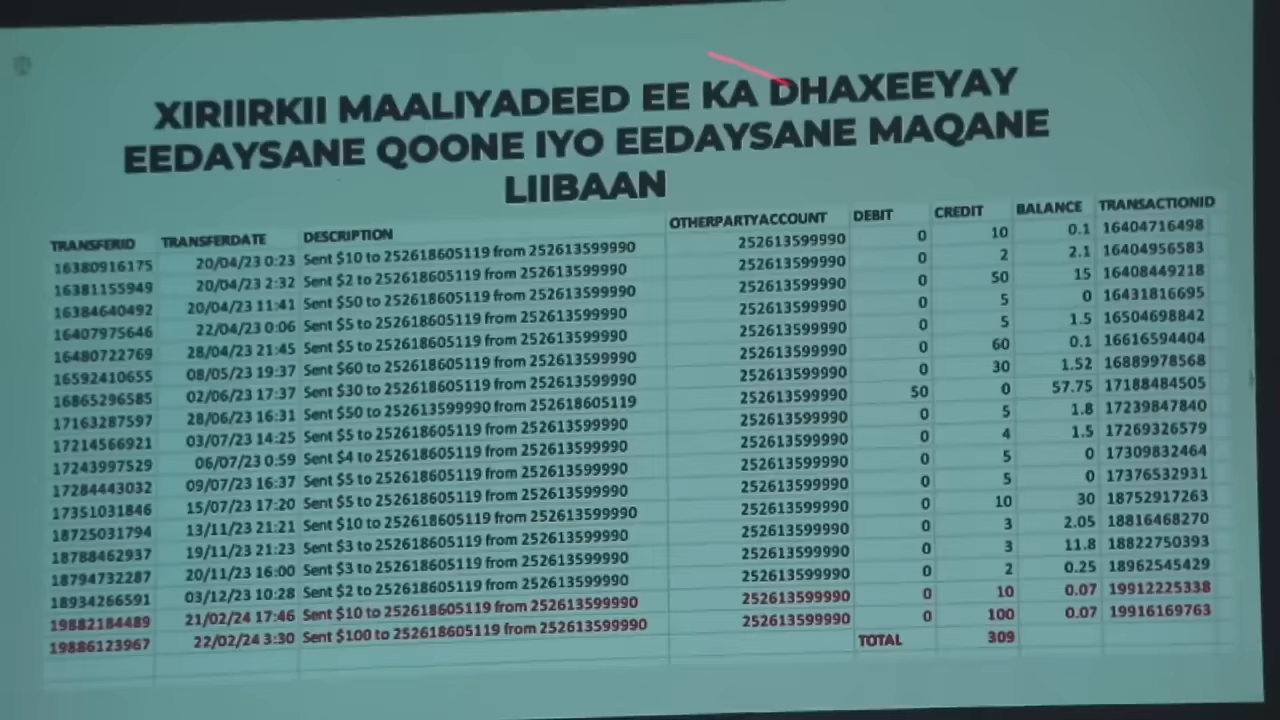 XIRIIRKII MAALIYADEED EE KA DHAXEEYAY
EEDAYSANE QOONE IYO EEDAYSANE MAQANE
LIIBAAN
TRANSFERID TRANSFERDATE DESCRIPTION OTHERPARTYACCOUNT DEBIT CREDIT BALANCE TRANSACTIONID
16380916175 20/04/23 0:23 Sent $10 to 252618605119 from 252613599990 252613599990 0 10 0.1 16404716498
16381155949 20/04/23 2:32 Sent $2 to 252618605119 from 252613599990 252613599990 0 2 2.1 16404956583
16384640492 20/04/23 11:41 Sent $50 to 252618605119 from 252613599990 252613599990 0 50 15 16408449218
16407975646 22/04/23 0:06 Sent $5 to 252618605119 from 252613599990 252613599990 0 5 0 16431816695
16480722769 28/04/23 21:45 Sent $5 to 252618605119 from 252613599990 252613599990 0 5 1.5 16504698842
16592410655 08/05/23 19:37 Sent $60 to 252618605119 from 252613599990 252613599990 0 60 0.1 16616594404
16865296585 02/06/23 17:37 Sent $30 to 252618605119 from 252613599990 252613599990 0 30 1.52 16889978568
17163287597 28/06/23 16:31 Sent $50 to 252613599990 from 252618605119 252613599990 50 0 57.75 17188484505
17214566921 03/07/23 14:25 Sent $5 to 252618605119 from 252613599990 252613599990 0 5 1.8 17239847840
17243997529 06/07/23 0:59 Sent $4 to 252618605119 from 252613599990 252613599990 0 4 1.5 17269326579
17284443032 09/07/23 16:37 Sent $5 to 252618605119 from 252613599990 252613599990 0 5 0 17309832464
17351031846 15/07/23 17:20 Sent $5 to 252618605119 from 252613599990 252613599990 0 5 0 17376532931
18725031794 13/11/23 21:21 Sent $10 to 252618605119 from 252613599990 252613599990 0 10 30 18752917263
18788462937 19/11/23 21:23 Sent $3 to 252618605119 from 252613599990 252613599990 0 3 2.05 18816468270
18794732287 20/11/23 16:00 Sent $3 to 252618605119 from 252613599990 252613599990 0 3 11.8 18822750393
18934266591 03/12/23 10:28 Sent $2 to 252618605119 from 252613599990 252613599990 0 2 0.25 18962545429
19882184489 21/02/24 17:46 Sent $10 to 252618605119 from 252613599990 252613599990 0 10 0.07 19912225338
19886123967 22/02/24 3:30 Sent $100 to 252618605119 from 252613599990 252613599990 0 100 0.07 19916169763
TOTAL 309